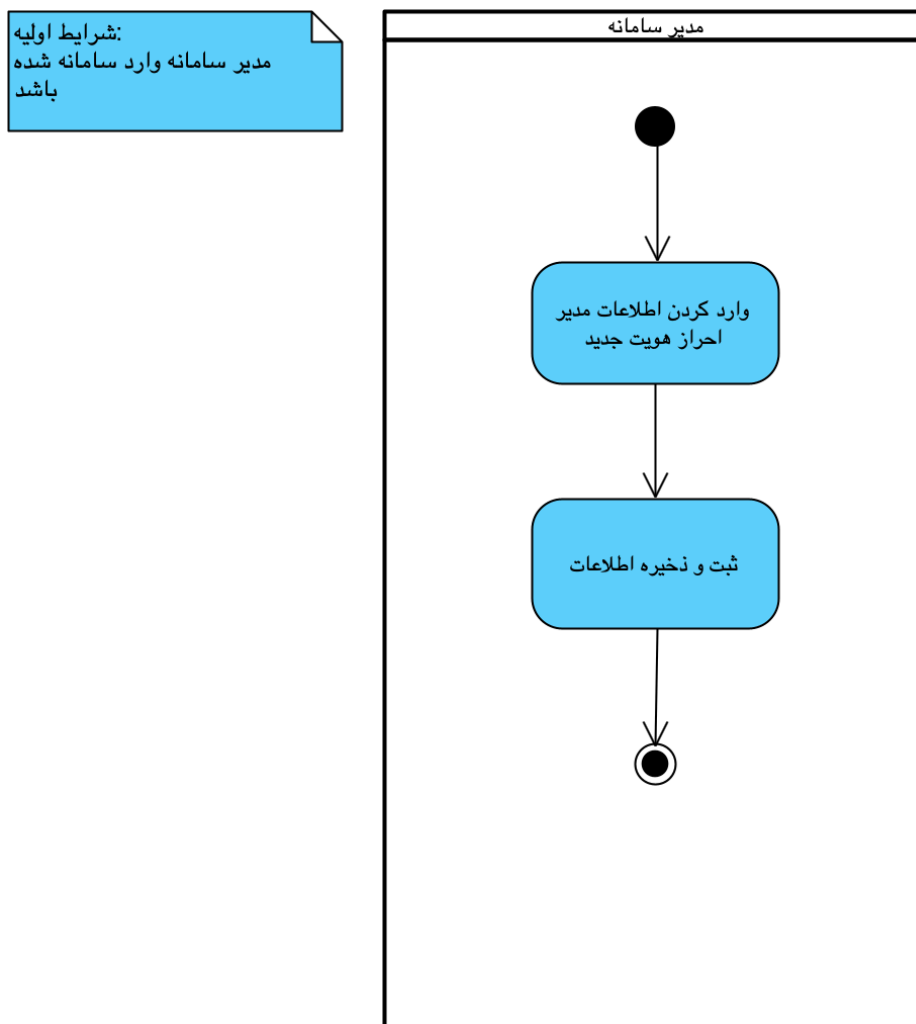 شرایط اولیه:
مدیر سامانه وارد سامانه شده
باشد
مدیر سامانه
وارد کردن اطلاعات مدیر
احراز هویت جدید
ثبت و ذخیره اطلاعات